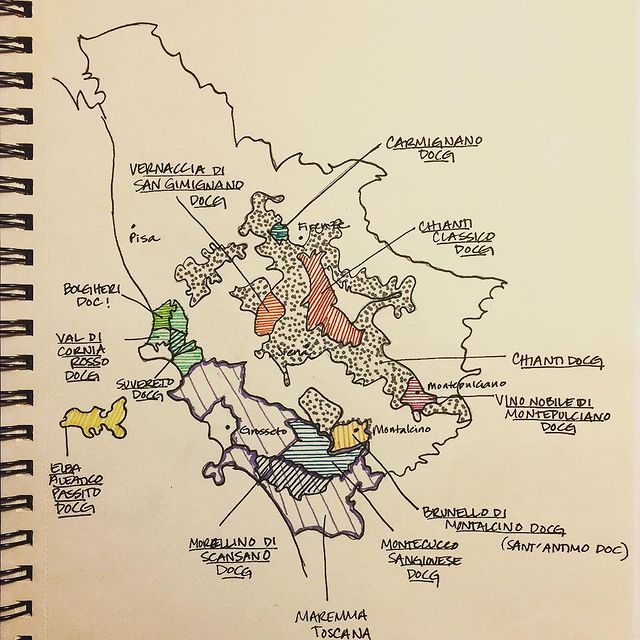 CARMIGNANO
DOCG
VERNACCIA DI
SAN GIMIGNANO
DOCG
Firenze
CHIANTI
CLASSICO
DOCG
Pisa
BOLGHERI
DOC!
VAL DI
CORNIA
ROSSO
DOCG
Siena
CHIANTI DOCG
SUVERETO
DOCG
Montepulciano
VINO NOBILE DI
MONTEPULCIANO
DOCG
Grosseto
Montalcino
ELBA
ALEATICO
PASSITO
DOCG
BRUNELLO DI
MONTALCINO DOCG
(SANT'ANTIMO DOC)
MORELLINO DI
SCANSANO
DOCG
MONTECUCCO
SANGIOVESE
DOCG
MAREMMA
TOSCANA